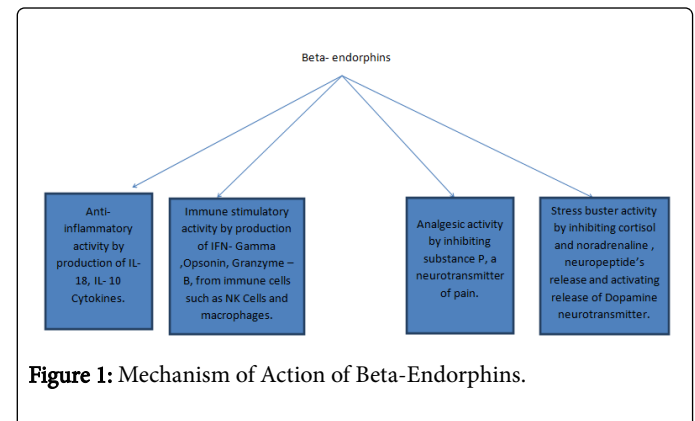 Beta- endorphins
Anti-
inflammatory
activity by
production of IL-
18, IL- 10
Cytokines.
Immune stimulatory
activity by production
of IFN- Gamma
,Opsonin, Granzyme –
B, from immune cells
such as NK Cells and
macrophages.
Analgesic activity
by inhibiting
substance P, a
neurotransmitter
of pain.
Stress buster activity
by inhibiting cortisol
and noradrenaline ,
neuropeptide's
release and activating
release of Dopamine
neurotransmitter.
Figure 1: Mechanism of Action of Beta-Endorphins.